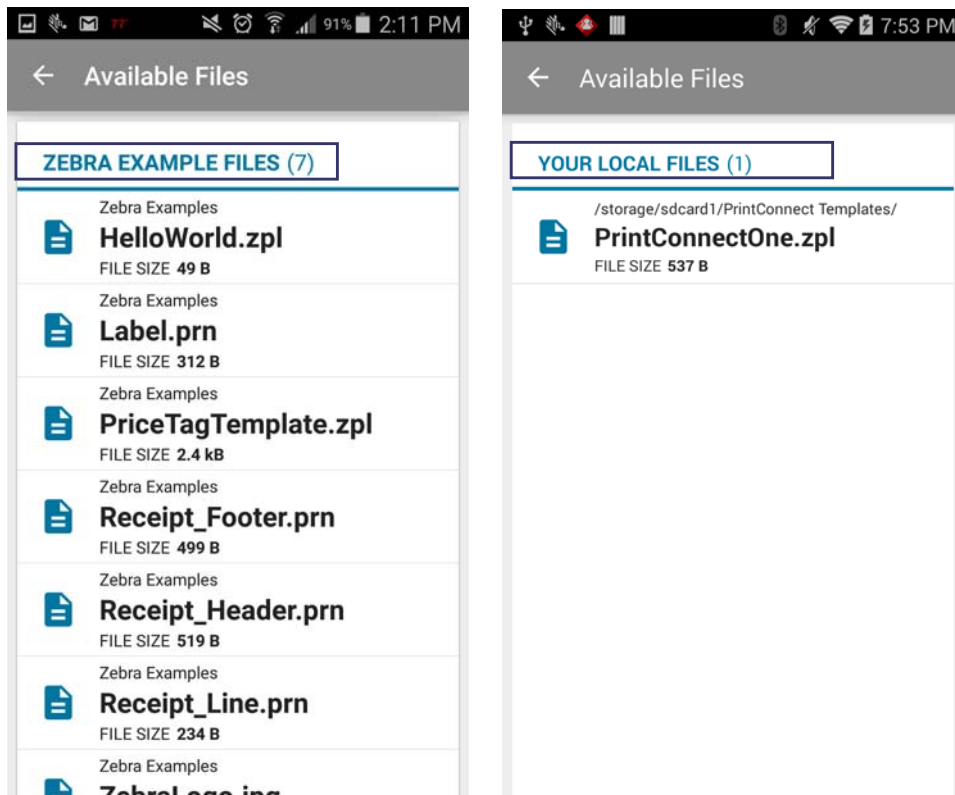 91% 2:11 PM
Available Files
ZEBRA EXAMPLE FILES (7)
Zebra Examples
HelloWorld.zpl
FILE SIZE 49 B
Zebra Examples
Label.prn
FILE SIZE 312 B
Zebra Examples
PriceTagTemplate.zpl
FILE SIZE 2.4 kB
Zebra Examples
Receipt_Footer.prn
FILE SIZE 499 B
Zebra Examples
Receipt_Header.prn
FILE SIZE 519 B
Zebra Examples
Receipt_Line.prn
FILE SIZE 234 B
Zebra Examples
7:53 PM
Available Files
YOUR LOCAL FILES (1)
/storage/sdcard1/PrintConnect Templates/
PrintConnectOne.zpl
FILE SIZE 537 B